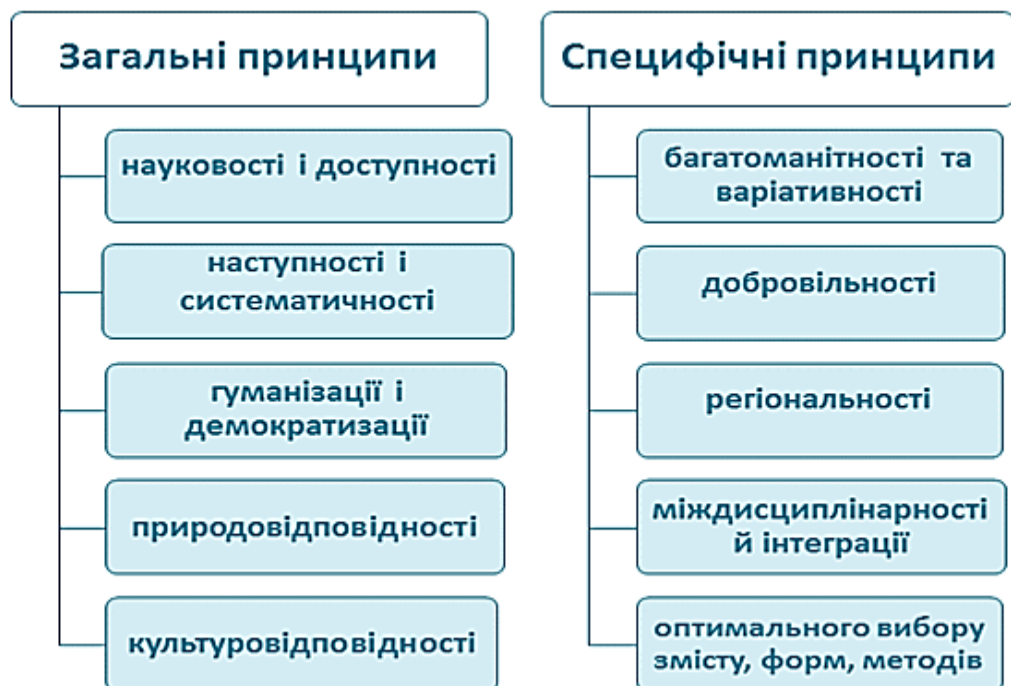 Загальні принципи
науковості і доступності
наступності і
систематичності
гуманізації і
демократизації
природовідповідності
культуровідповідності
Специфічні принципи
багатоманітності та
варіативності
добровільності
регіональності
міждисциплінарності
й інтеграції
оптимального вибору
змісту, форм, методів